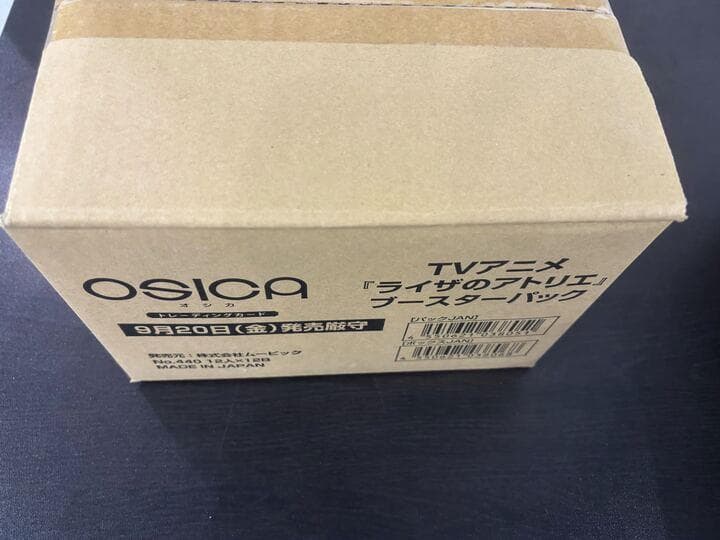 OSICA
オシカ
トレーディングカード
9月20日(金)発売厳守
発売元:株式会社ムービック
No.440 12入×12B
MADE IN JAPAN
TVアニメ
『ライザのアトリエ』
ブースターパック
[パックJAN]
[ボックスJAN]